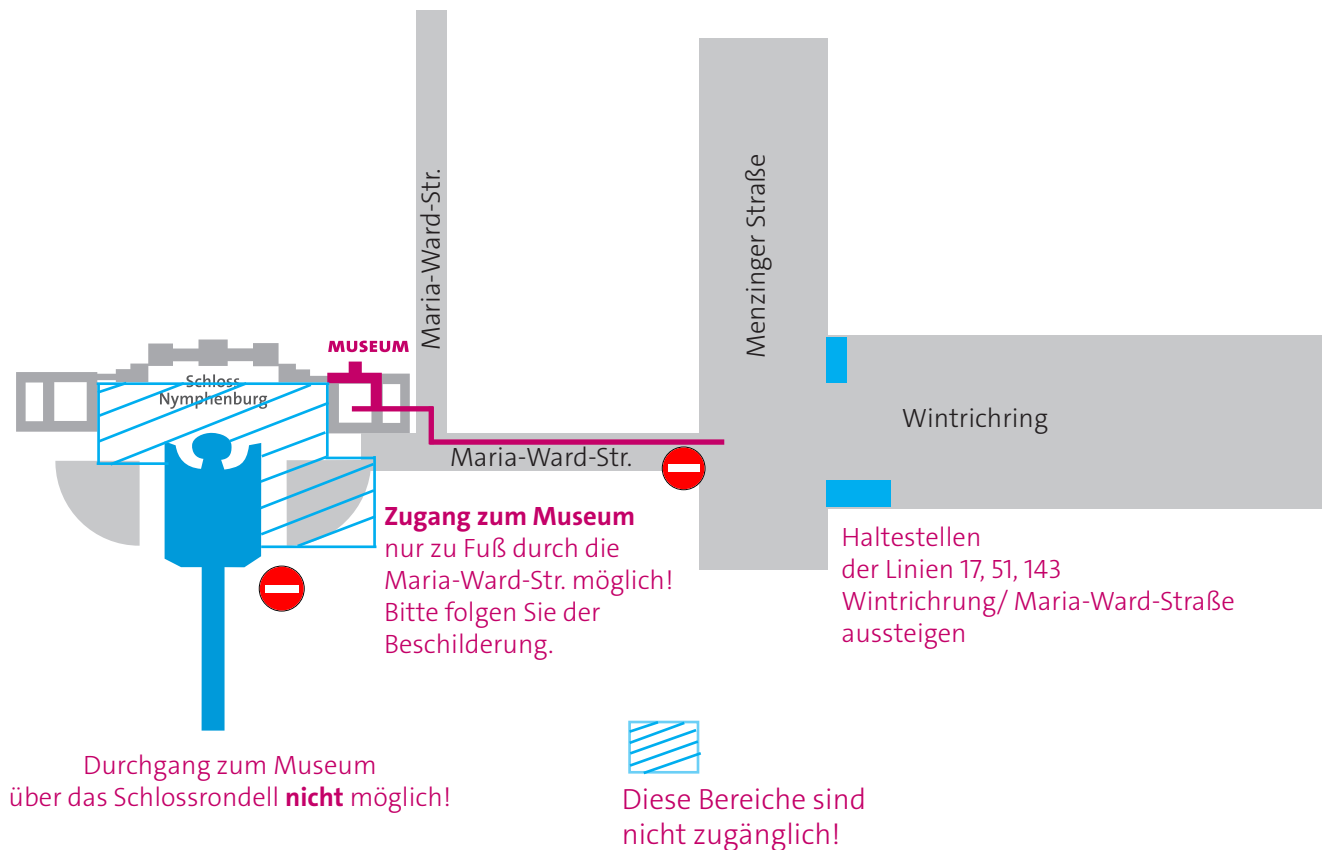 Maria-Ward-Str.
Menzinger Straße
MUSEUM
Schloss
Nymphenburg
Wintrichring
Maria-Ward-Str.
Zugang zum Museum
nur zu Fuß durch die
Maria-Ward-Str. möglich!
Bitte folgen Sie der
Beschilderung.
Haltestellen
der Linien 17, 51, 143
Wintrichrung/ Maria-Ward-Straße
aussteigen
Durchgang zum Museum
über das Schlossrondell nicht möglich!
Diese Bereiche sind
nicht zugänglich!